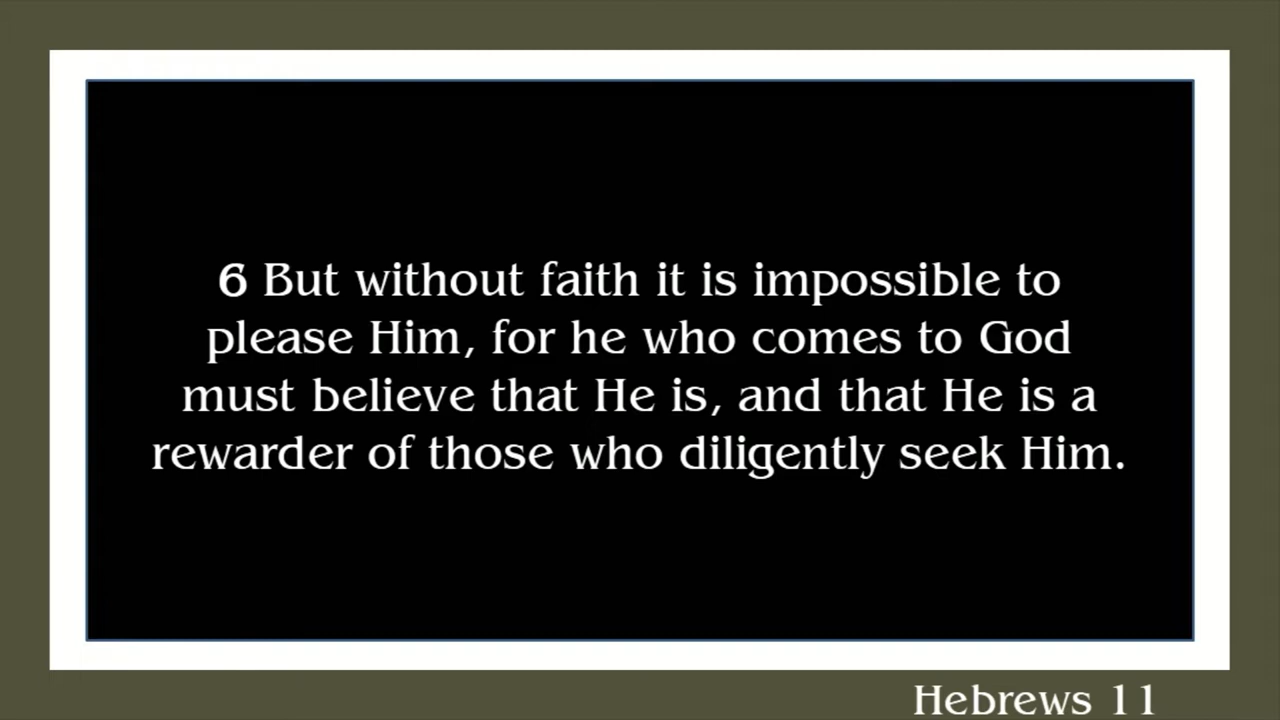 6 But without faith it is impossible to
please Him, for he who comes to God
must believe that He is, and that He is a
rewarder of those who diligently seek Him.
Hebrews 11